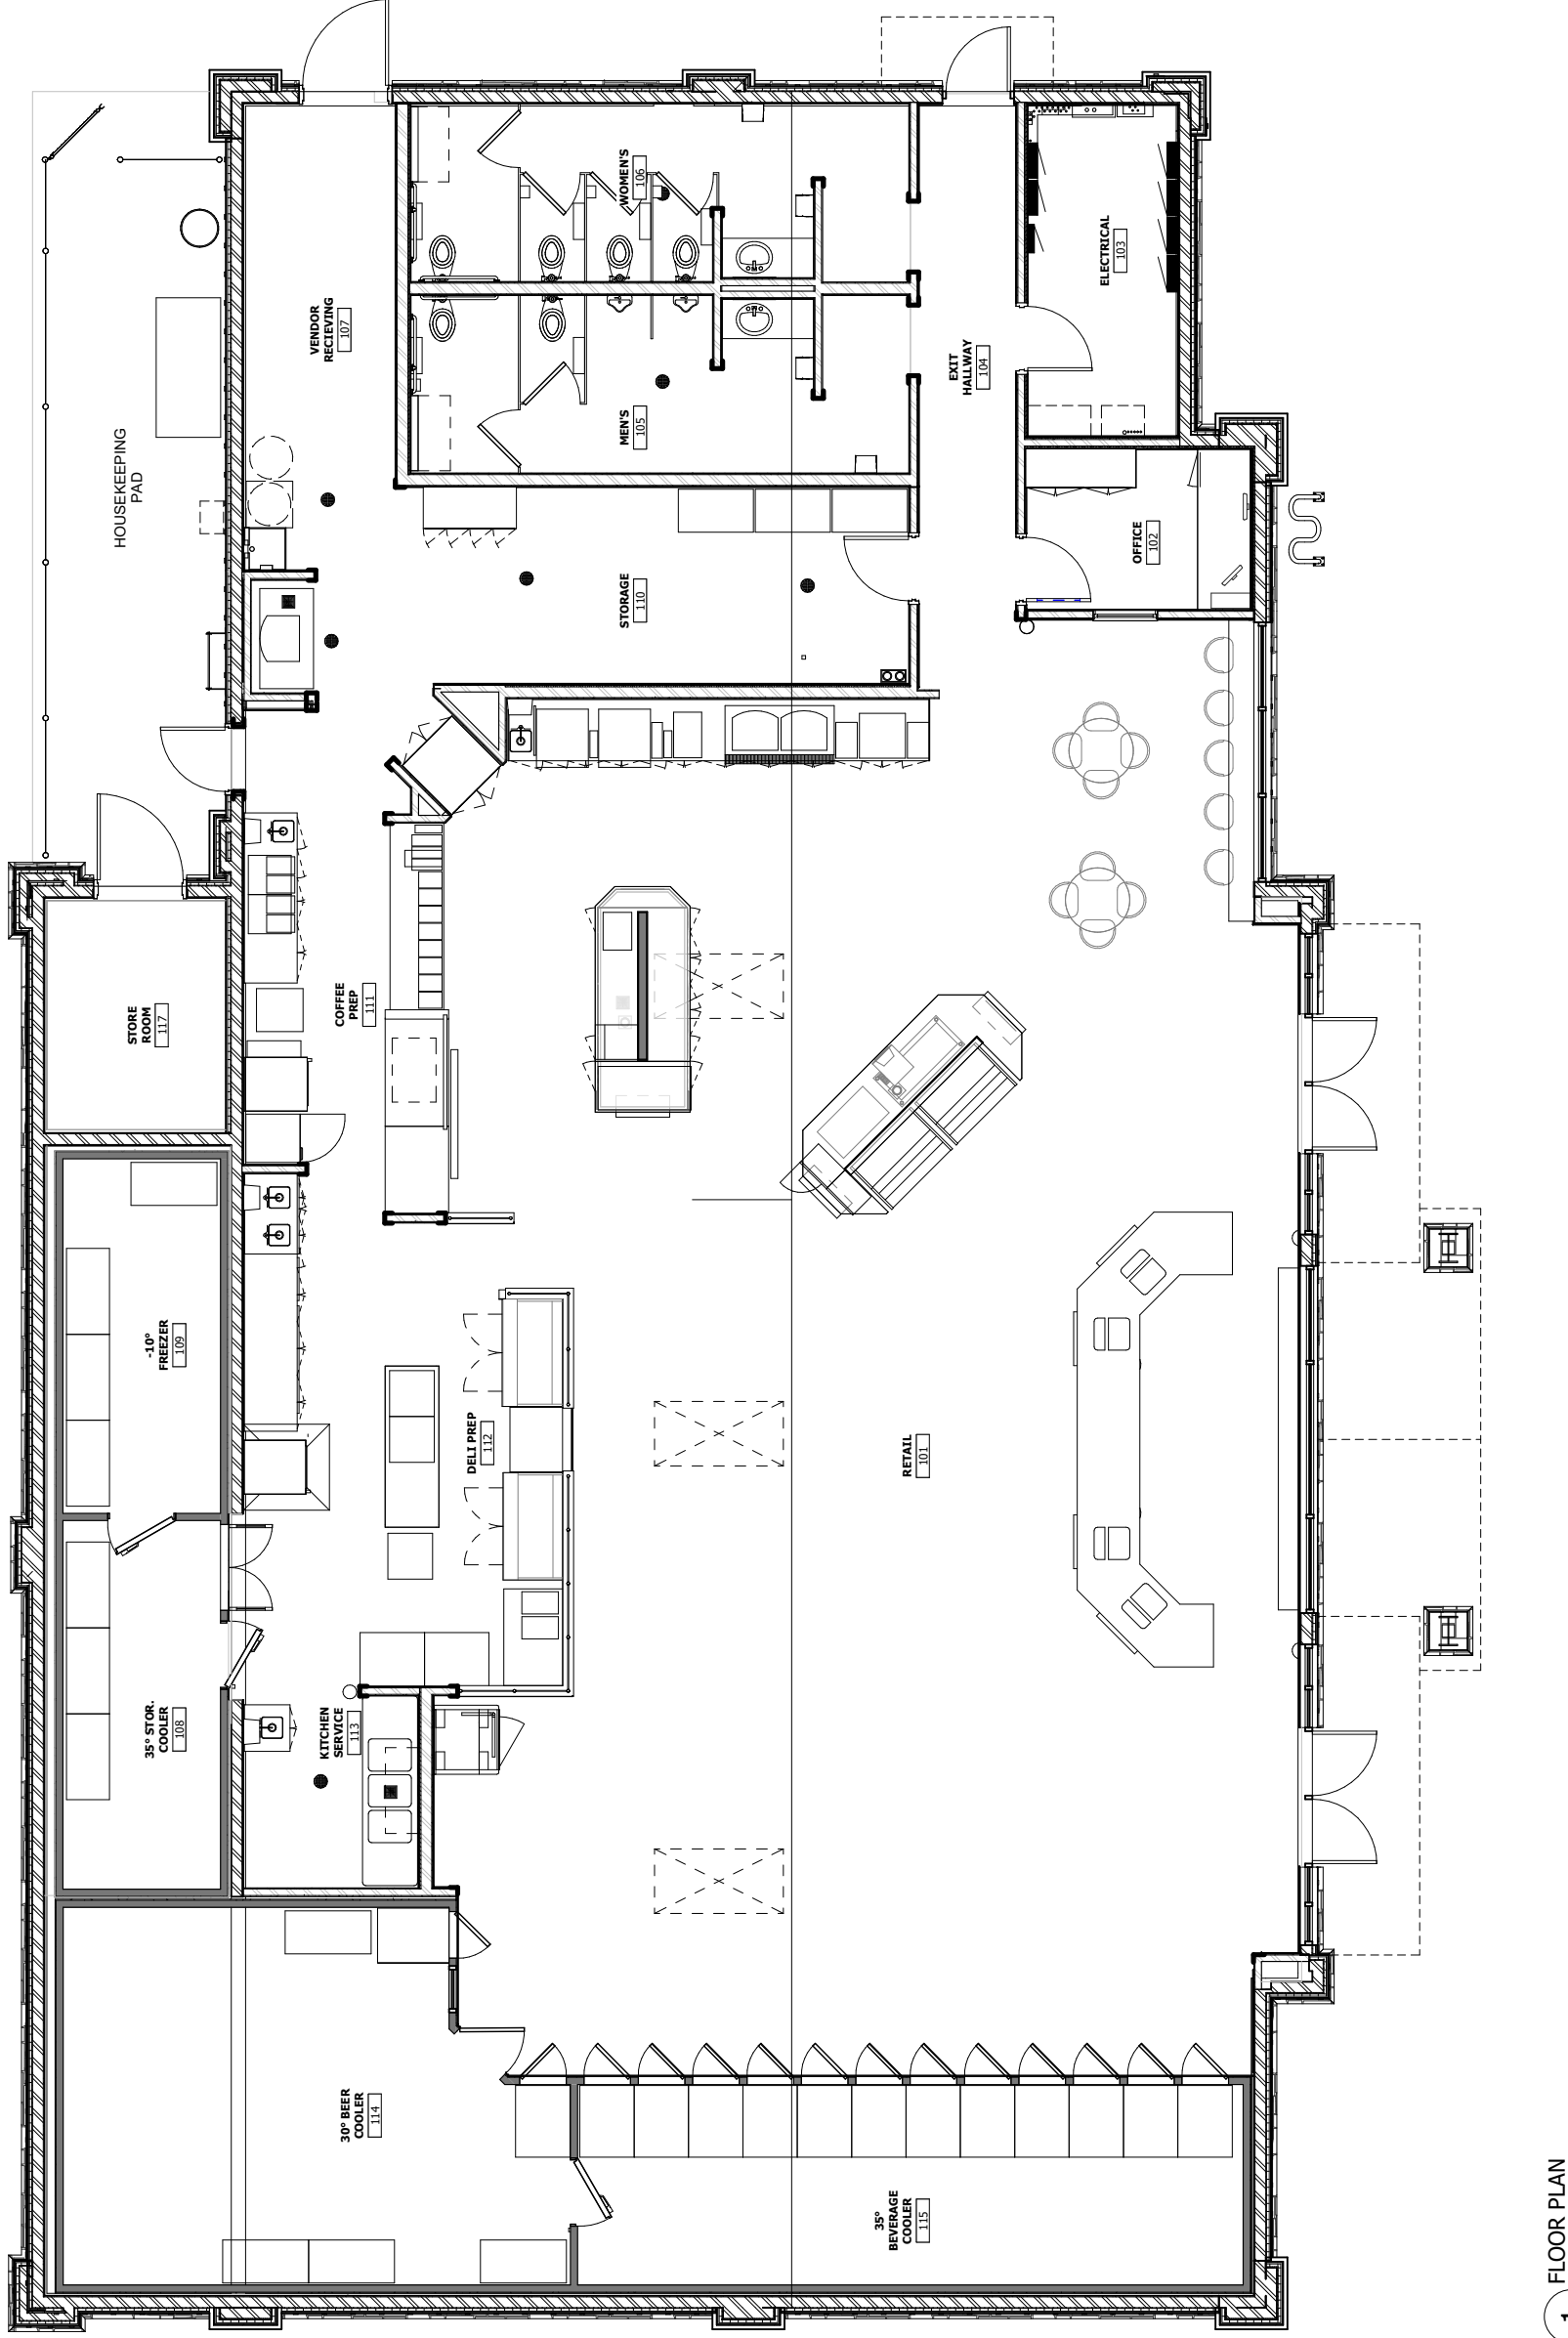 HOUSEKEEPING
PAD
35° STOR.
COOLER
108
-10°
FREEZER
109
STORE
ROOM
117
30° BEER
COOLER
114
KITCHEN
SERVICE
113
COFFEE
PREP
111
VENDOR
RECIEVING
107
DELI PREP
112
STORAGE
110
MEN'S
105
WOMEN'S
106
35°
BEVERAGE
COOLER
115
RETAIL
101
EXIT
HALLWAY
104
OFFICE
102
ELECTRICAL
103
FLOOR PLAN